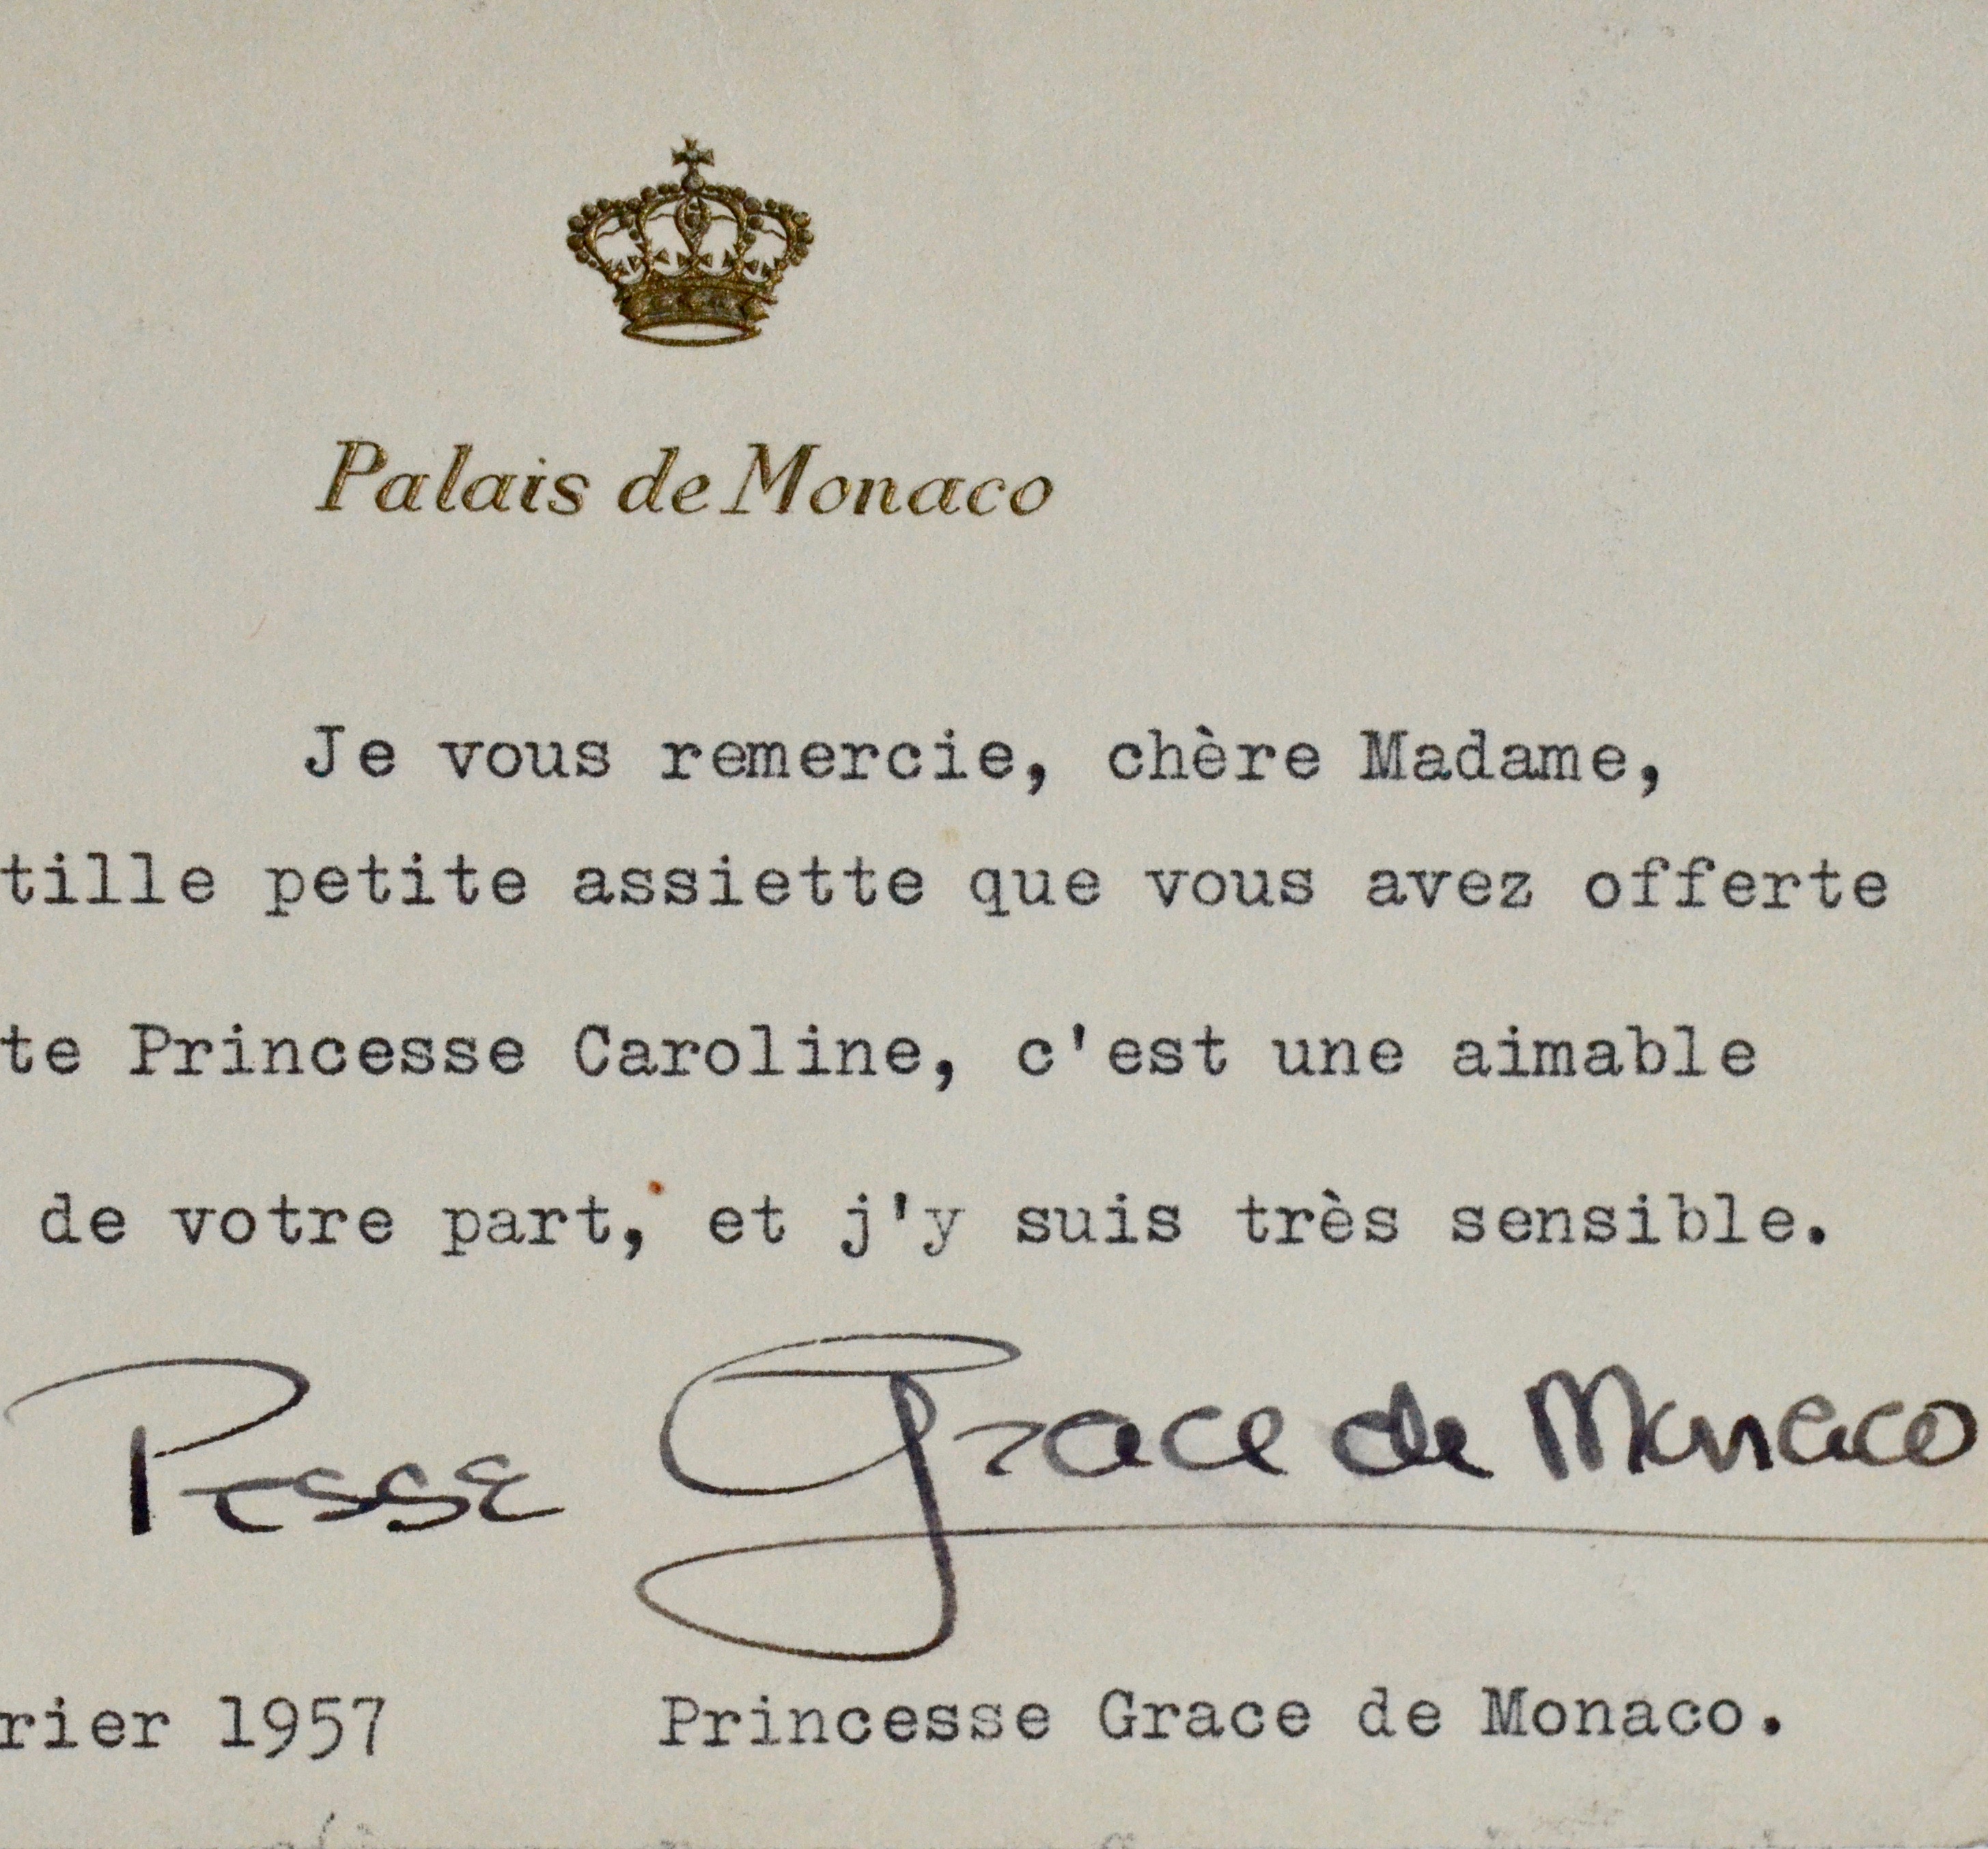 Palais de Monaco
Je vous remercie, chère Madame,
tille petite assiette que vous avez offerte
te Princesse Caroline, c'est une aimable
de votre part, et j'y suis très sensible.
Pesse Grace de Monaco
rier 1957 Princesse Grace de Monaco.